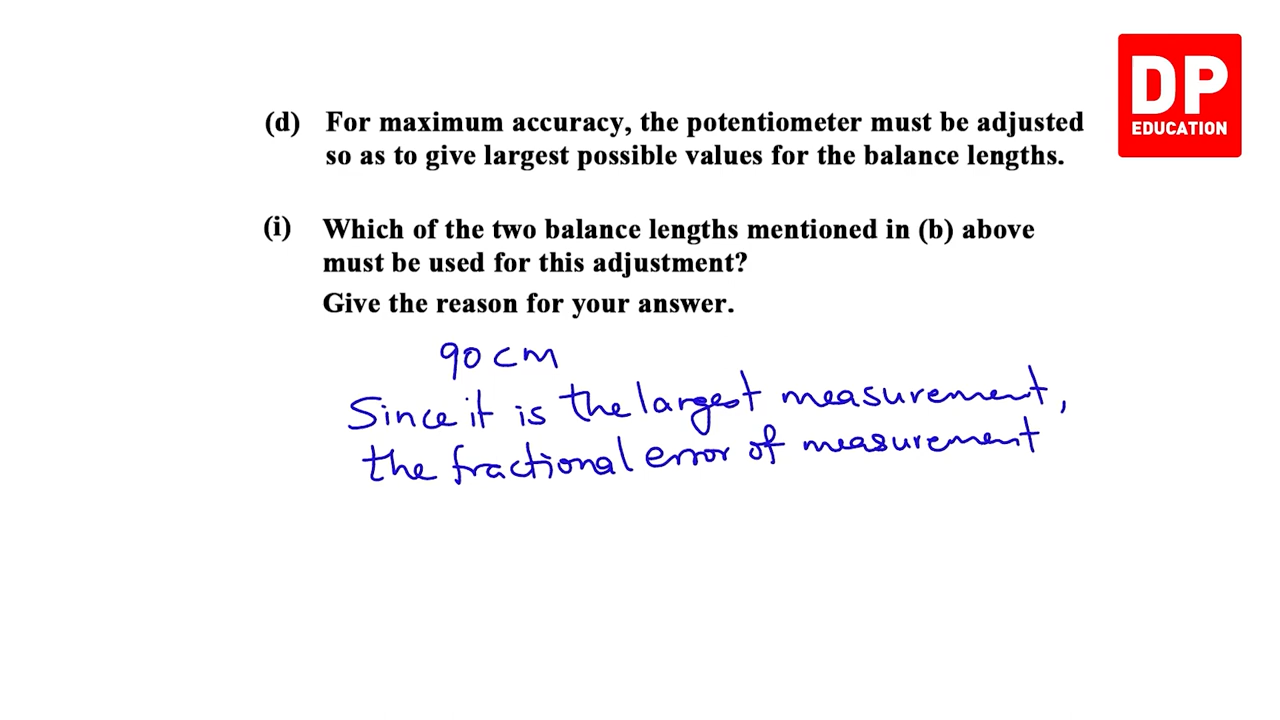 DP
EDUCATION
(d) For maximum accuracy, the potentiometer must be adjusted
so as to give largest possible values for the balance lengths.
(i) Which of the two balance lengths mentioned in (b) above
must be used for this adjustment?
Give the reason for your answer.
90 cm
Since it is the largest measurement,
the fractional error of measurement